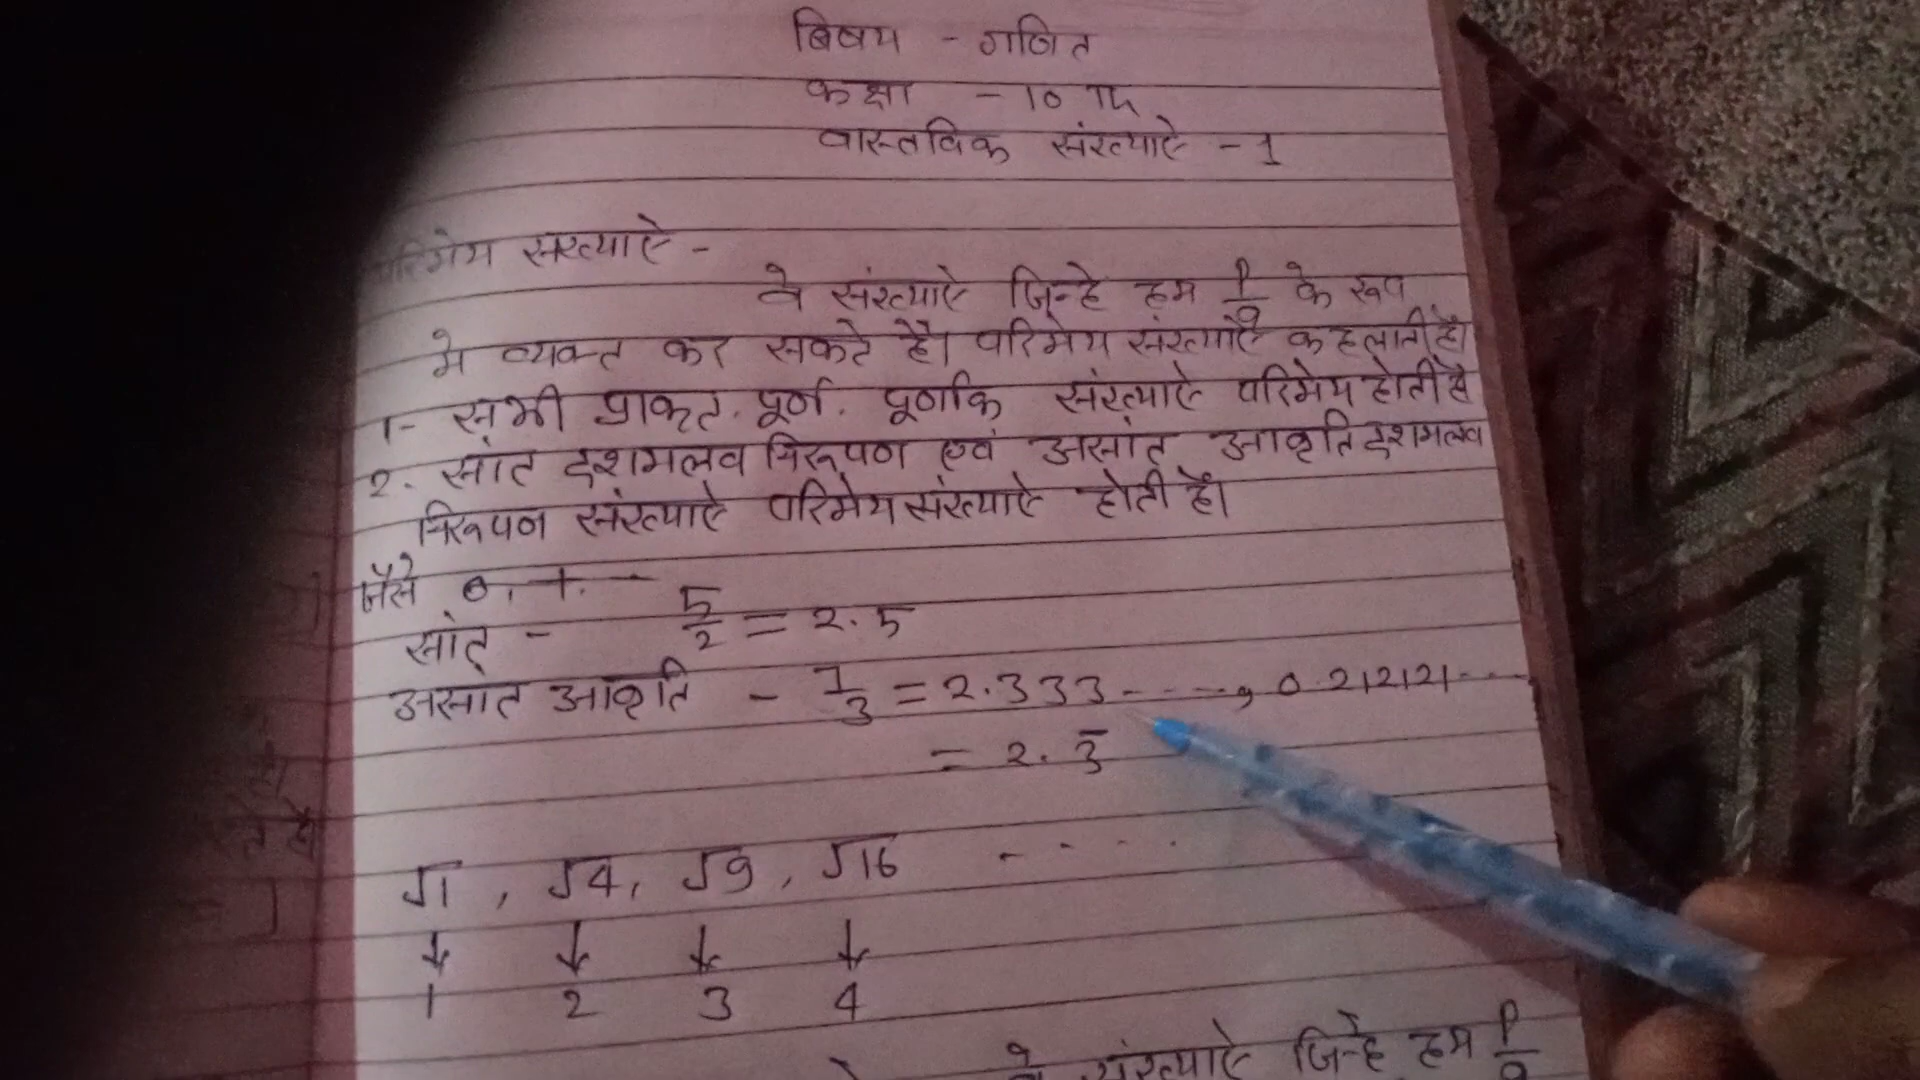 विषय - गणित
कक्षा - 10 Th
वास्तविक संख्याऐ - 1
परिमेय संख्याऐ -
वे संख्याऐ जिन्हे हम P/q के रूप
मे व्यक्त कर सकते है। परिमेय संख्याऐ कहलाती है।
1- सभी प्राकृत. पूर्ण. पूर्णांक संख्याऐ परिमेय होती है
2. सांत दशमलव निरूपण एवं असांत आवृति दशमलव
निरूपण संख्याऐ परिमेय संख्याऐ होती है।
जैसे 0, +. -
सांत - 5/2 = 2.5
असांत आवृति - 7/3 = 2.333 - - -, 0.212121....
= 2.3̅
√1, √4, √9, √16 - - - -
↓ ↓ ↓ ↓
1 2 3 4
वे संख्याऐ जिन्हे हम P/q